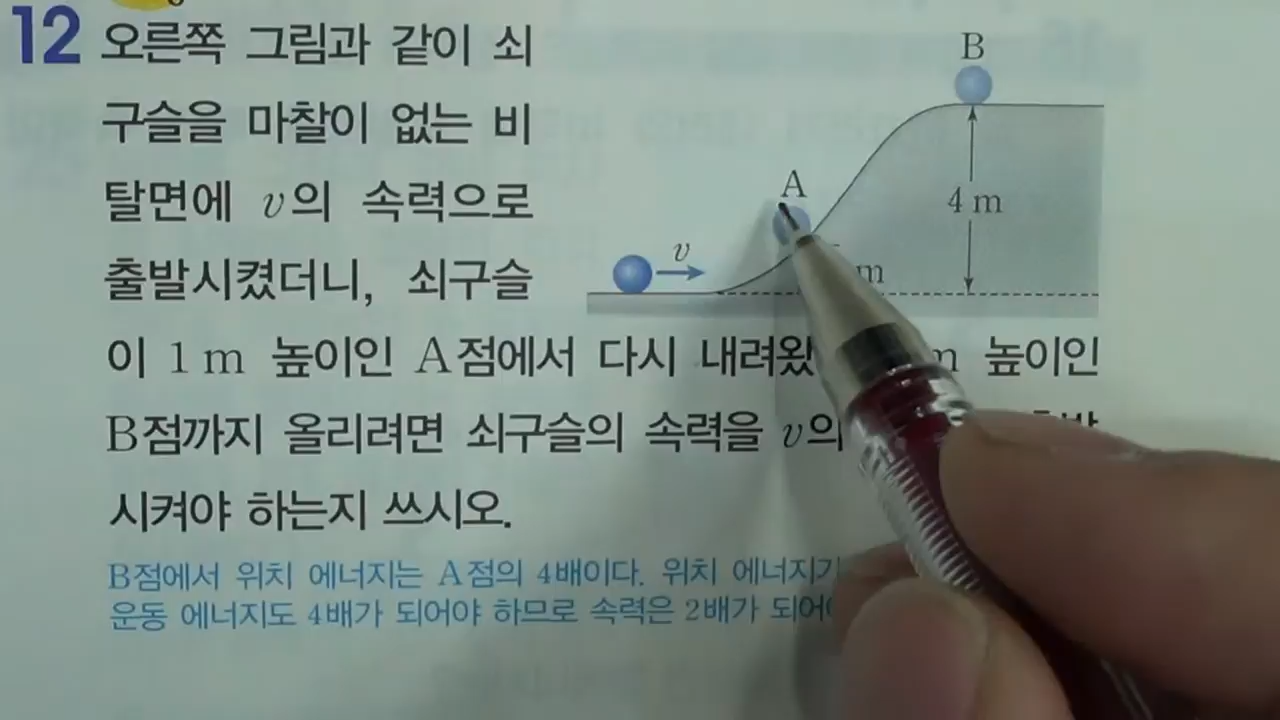 12 오른쪽 그림과 같이 쇠
구슬을 마찰이 없는 비
탈면에 v의 속력으로
출발시켰더니, 쇠구슬
이 1 m 높이인 A점에서 다시 내려왔 m 높이인
B점까지 올리려면 쇠구슬의 속력을 v의
시켜야 하는지 쓰시오.
B점에서 위치 에너지는 A점의 4배이다. 위치 에너지가
운동 에너지도 4배가 되어야 하므로 속력은 2배가 되어
B
A
4 m
v
m